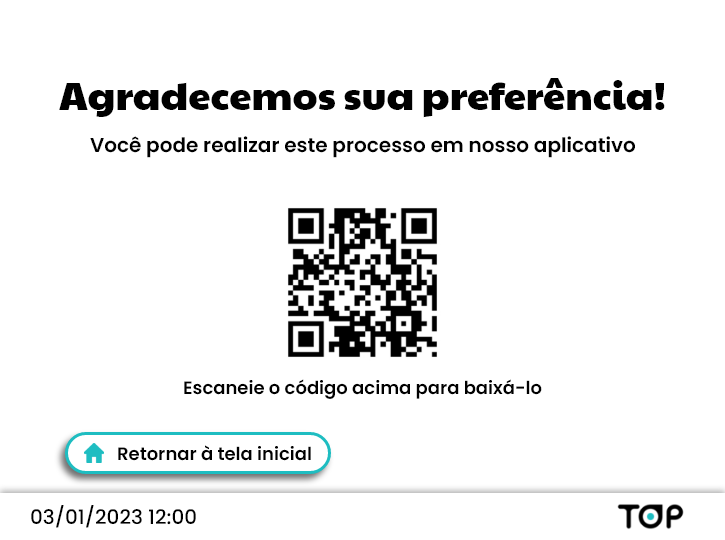 Agradecemos sua preferência!
Você pode realizar este processo em nosso aplicativo
Escaneie o código acima para baixá-lo
Retornar à tela inicial
03/01/2023 12:00
TOP